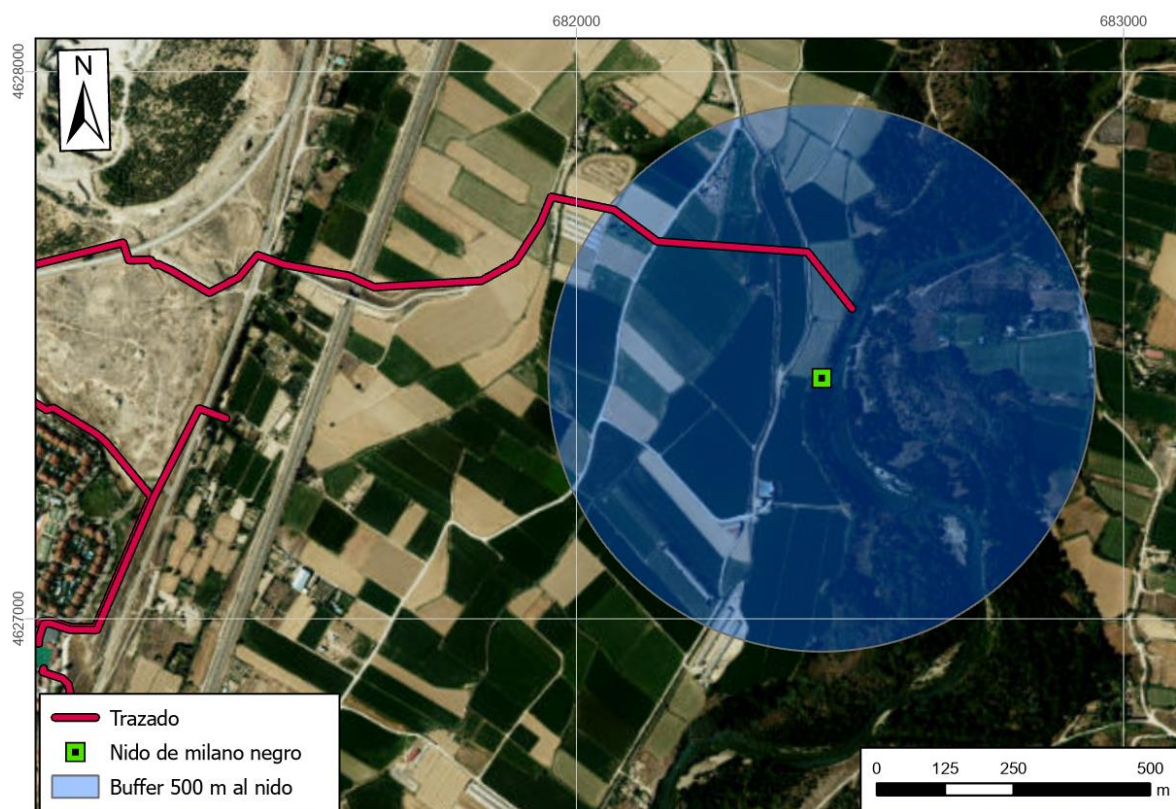 682000
683000
4628000
N
4627000
Trazado
Nido de milano negro
Buffer 500 m al nido
0 125 250 500
m